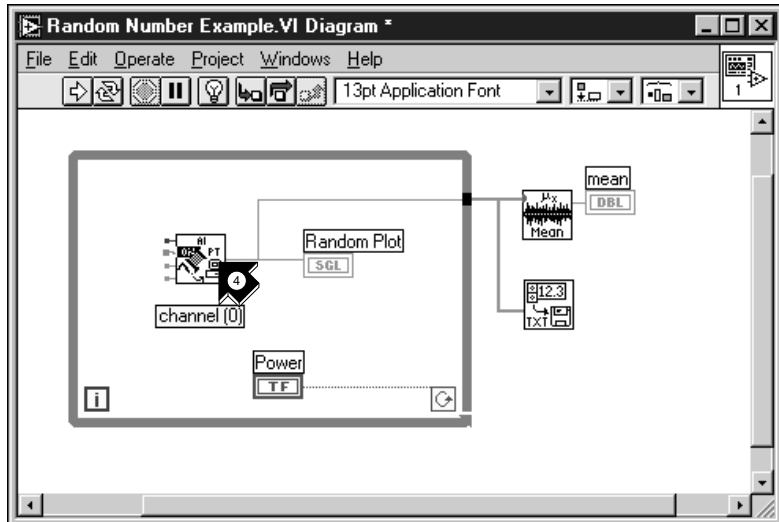 Random Number Example.VI Diagram *
File Edit Operate Project Windows Help
13pt Application Font
1
mean
μx
DBL
Mean
AI
PT
Random Plot
SGL
4
12.3
channel (0)
TXT
Power
TF
i